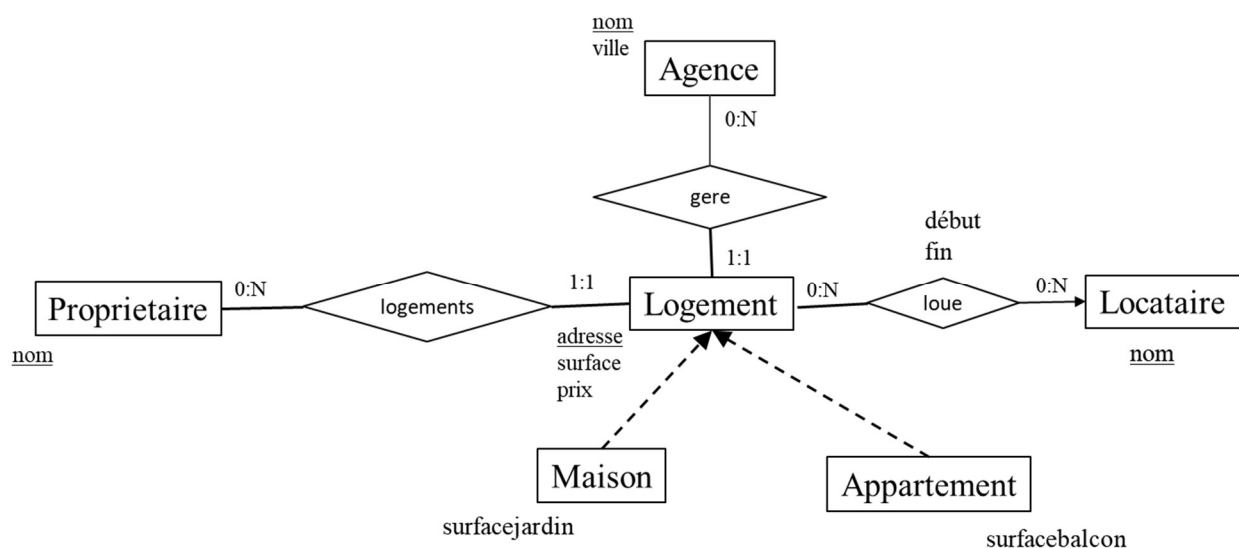 nom
ville
Agence
0:N
gere
début
fin
1:1
0:N
1:1
0:N
0:N
Proprietaire
logements
Logement
loue
Locataire
nom
adresse
surface
prix
nom
Maison
Appartement
surfacejardin
surfacebalcon